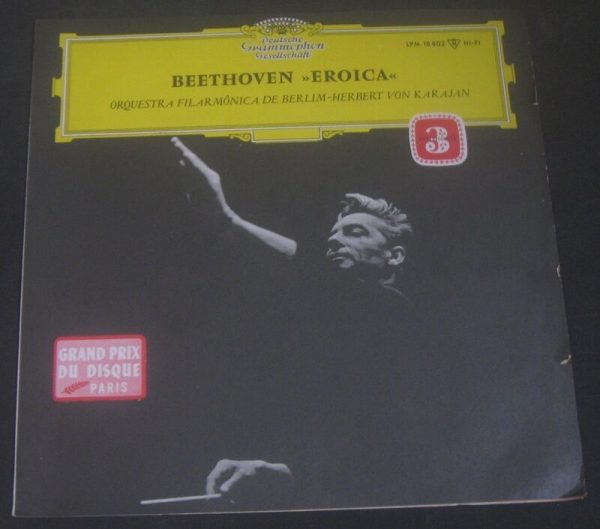 Deutsche
Grammophon
Gesellschaft
LPM 18 802 HI-FI
BEETHOVEN »EROICA«
ORQUESTRA FILARMÔNICA DE BERLIM-HERBERT VON KARAJAN
3
GRAND PRIX
DU DISQUE
PARIS